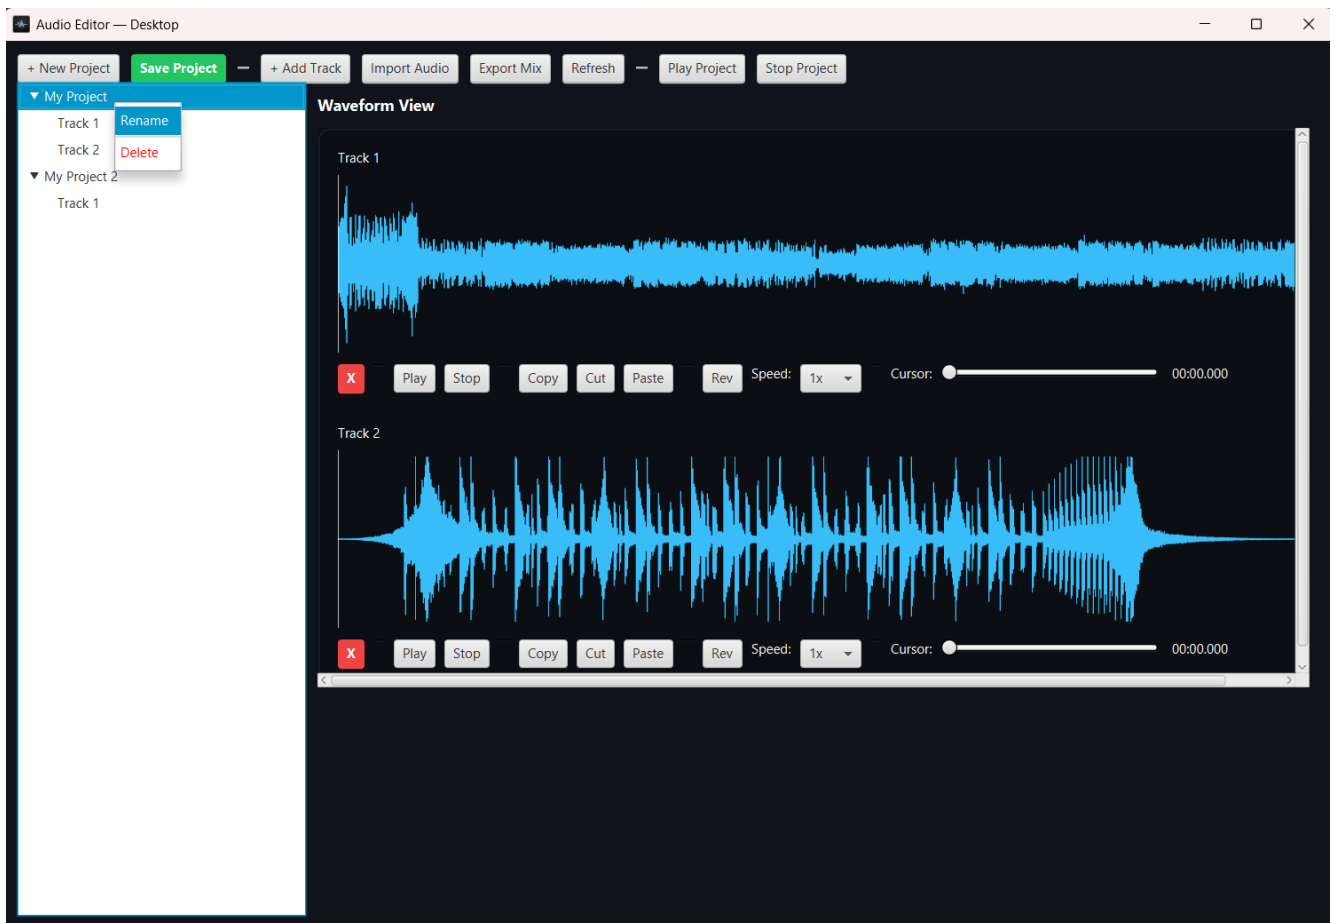 Audio Editor — Desktop
+ New Project Save Project — + Add Track Import Audio Export Mix Refresh — Play Project Stop Project
My Project
Rename
Track 1
Track 2
Delete
My Project 2
Track 1
Waveform View
Track 1
X Play Stop Copy Cut Paste Rev Speed: 1x Cursor: 00:00.000
Track 2
X Play Stop Copy Cut Paste Rev Speed: 1x Cursor: 00:00.000